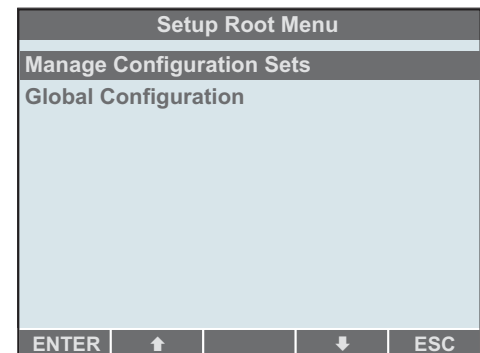 Setup Root Menu
Manage Configuration Sets
Global Configuration
ENTER ⬆ ⬇ ESC